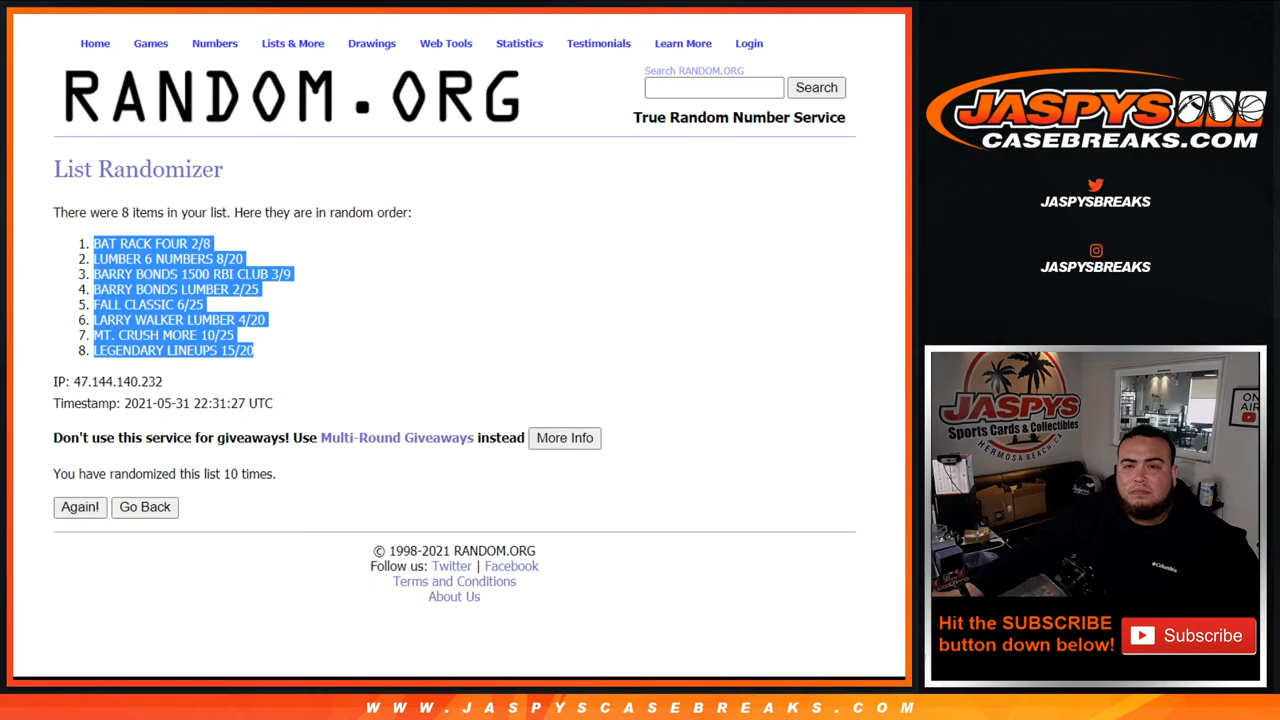 Home Games Numbers Lists & More Drawings Web Tools Statistics Testimonials Learn More Login
RANDOM.ORG
Search RANDOM.ORG
Search
True Random Number Service
List Randomizer
There were 8 items in your list. Here they are in random order:
1. BAT RACK FOUR 2/8
2. LUMBER 6 NUMBERS 8/20
3. BARRY BONDS 1500 RBI CLUB 3/9
4. BARRY BONDS LUMBER 2/25
5. FALL CLASSIC 6/25
6. LARRY WALKER LUMBER 4/20
7. MT. CRUSH MORE 10/25
8. LEGENDARY LINEUPS 15/20
IP: 47.144.140.232
Timestamp: 2021-05-31 22:31:27 UTC
Don't use this service for giveaways! Use Multi-Round Giveaways instead More Info
You have randomized this list 10 times.
Again! Go Back
© 1998-2021 RANDOM.ORG
Follow us: Twitter | Facebook
Terms and Conditions
About Us
JASPYS
CASEBREAKS.COM
JASPYSBREAKS
JASPYSBREAKS
JASPYS
Sports Cards & Collectibles
HERMOSA BEACH, CA
ON
AIR
Columbia
Hit the SUBSCRIBE
button down below!
Subscribe
WWW.JASPYSCASEBREAKS.COM